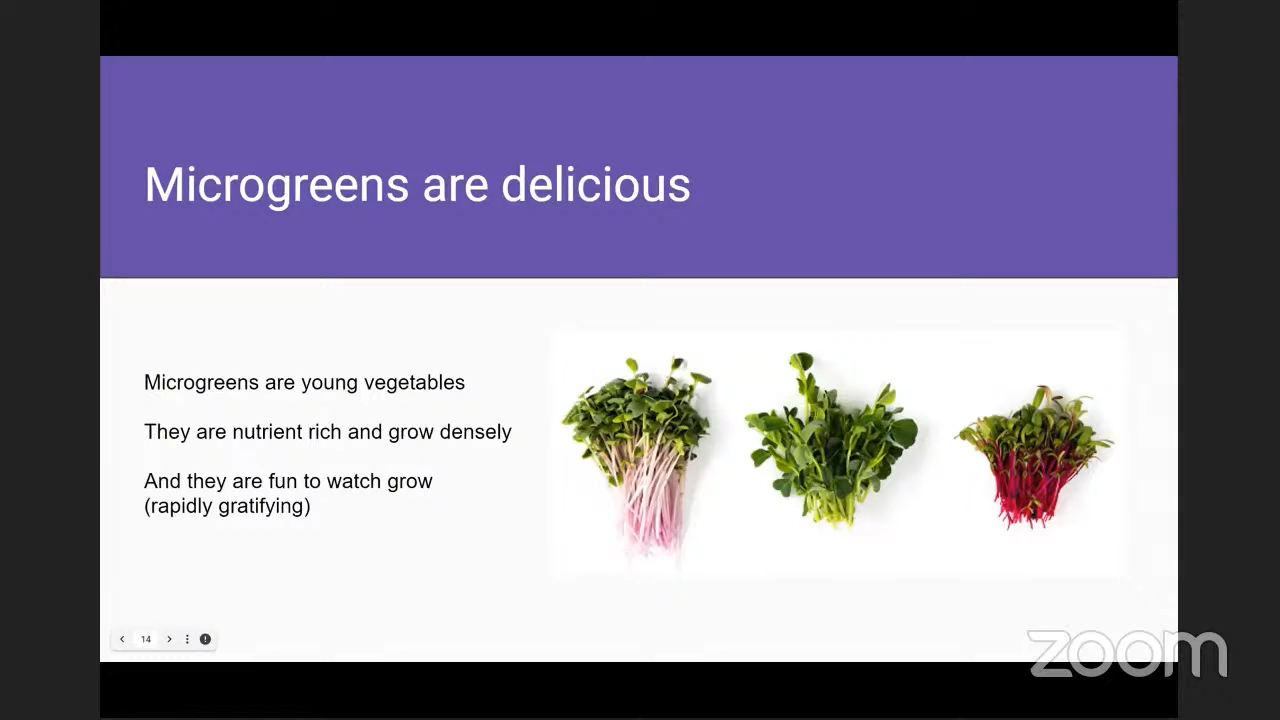 Microgreens are delicious
Microgreens are young vegetables
They are nutrient rich and grow densely
And they are fun to watch grow
(rapidly gratifying)
14
zoom